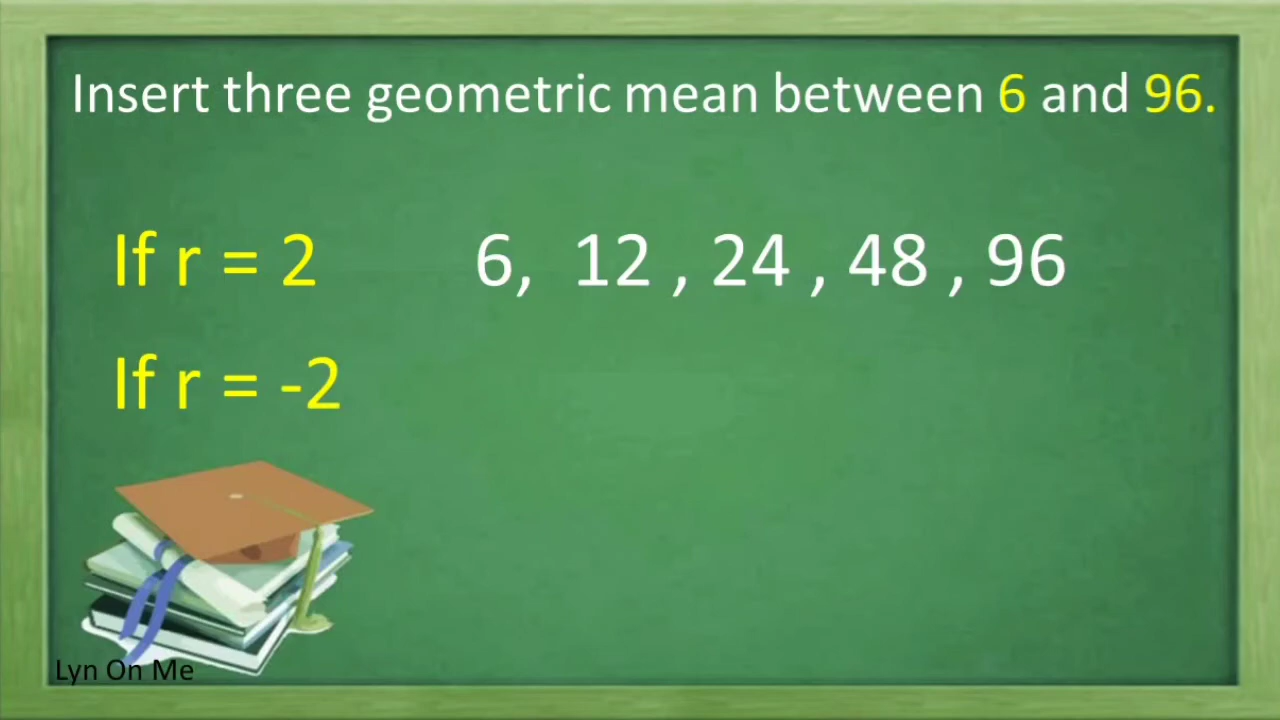 Insert three geometric mean between 6 and 96.
If r = 2 6, 12 , 24 , 48 , 96
If r = -2
Lyn On Me